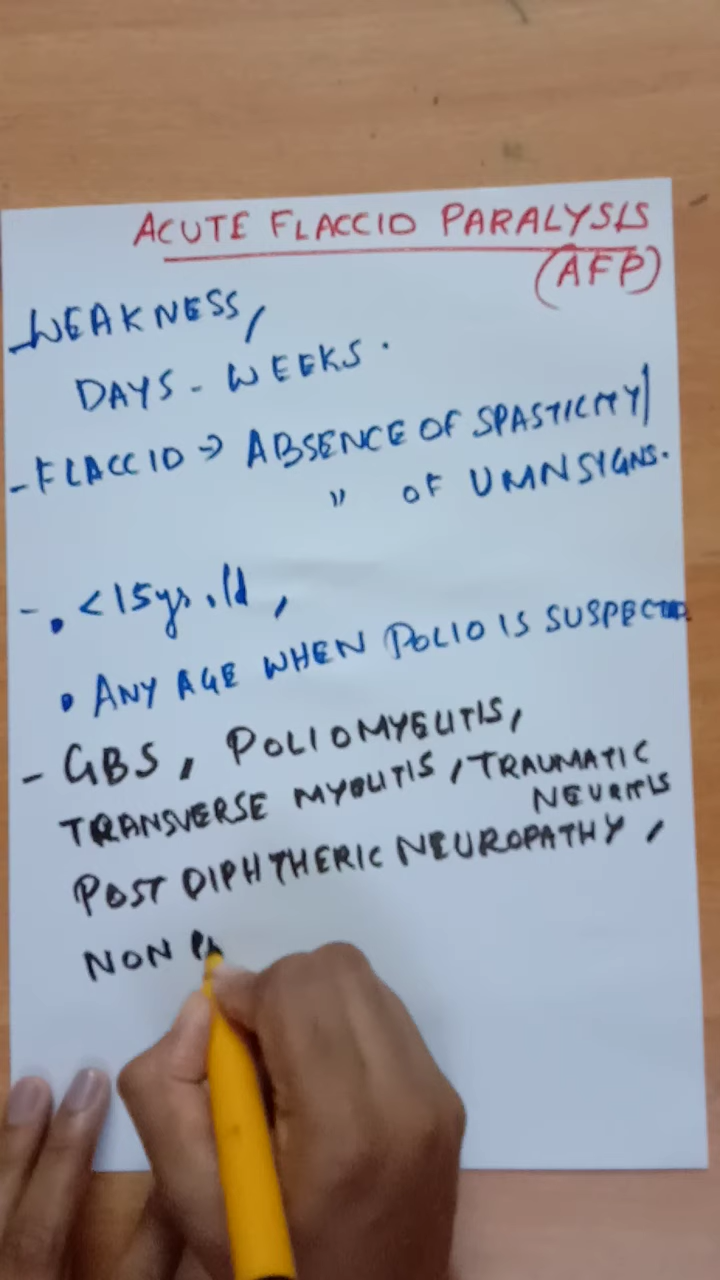 ACUTE FLACCID PARALYSIS
(AFP)
- WEAKNESS,
DAYS - WEEKS.
- FLACCID → ABSENCE OF SPASTICITY/
" OF UMN SIGNS.
- • <15yrs old,
• ANY AGE WHEN POLIO IS SUSPECTED.
- GBS, POLIOMYELITIS,
TRANSVERSE MYELITIS, TRAUMATIC
NEURITIS
POST DIPHTHERIC NEUROPATHY,
NON